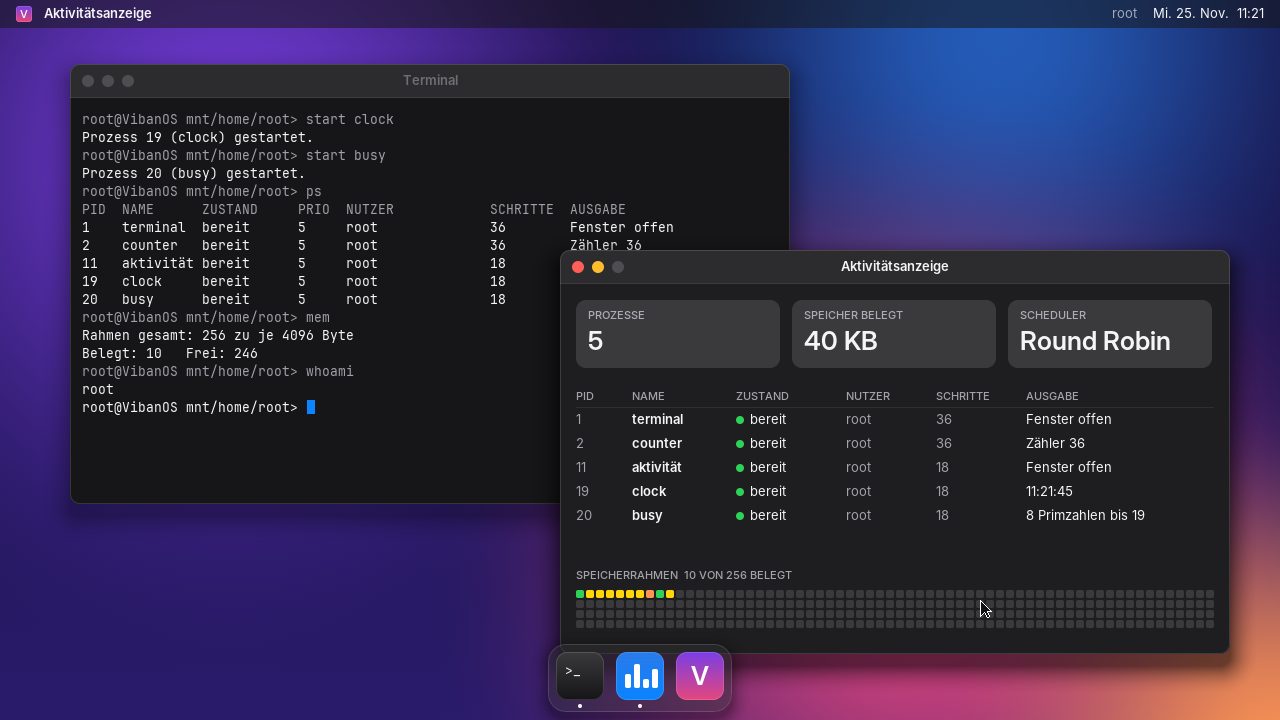 V Aktivitätsanzeige root Mi. 25. Nov. 11:21
Terminal
root@VibanOS mnt/home/root> start clock
Prozess 19 (clock) gestartet.
root@VibanOS mnt/home/root> start busy
Prozess 20 (busy) gestartet.
root@VibanOS mnt/home/root> ps
PID NAME ZUSTAND PRIO NUTZER SCHRITTE AUSGABE
1 terminal bereit 5 root 36 Fenster offen
2 counter bereit 5 root 36 Zähler 36
11 aktivität bereit 5 root 18
19 clock bereit 5 root 18
20 busy bereit 5 root 18
root@VibanOS mnt/home/root> mem
Rahmen gesamt: 256 zu je 4096 Byte
Belegt: 10 Frei: 246
root@VibanOS mnt/home/root> whoami
root
root@VibanOS mnt/home/root>
Aktivitätsanzeige
PROZESSE
5
SPEICHER BELEGT
40 KB
SCHEDULER
Round Robin
PID NAME ZUSTAND NUTZER SCHRITTE AUSGABE
1 terminal bereit root 36 Fenster offen
2 counter bereit root 36 Zähler 36
11 aktivität bereit root 18 Fenster offen
19 clock bereit root 18 11:21:45
20 busy bereit root 18 8 Primzahlen bis 19
SPEICHERRAHMEN 10 VON 256 BELEGT
>_
V